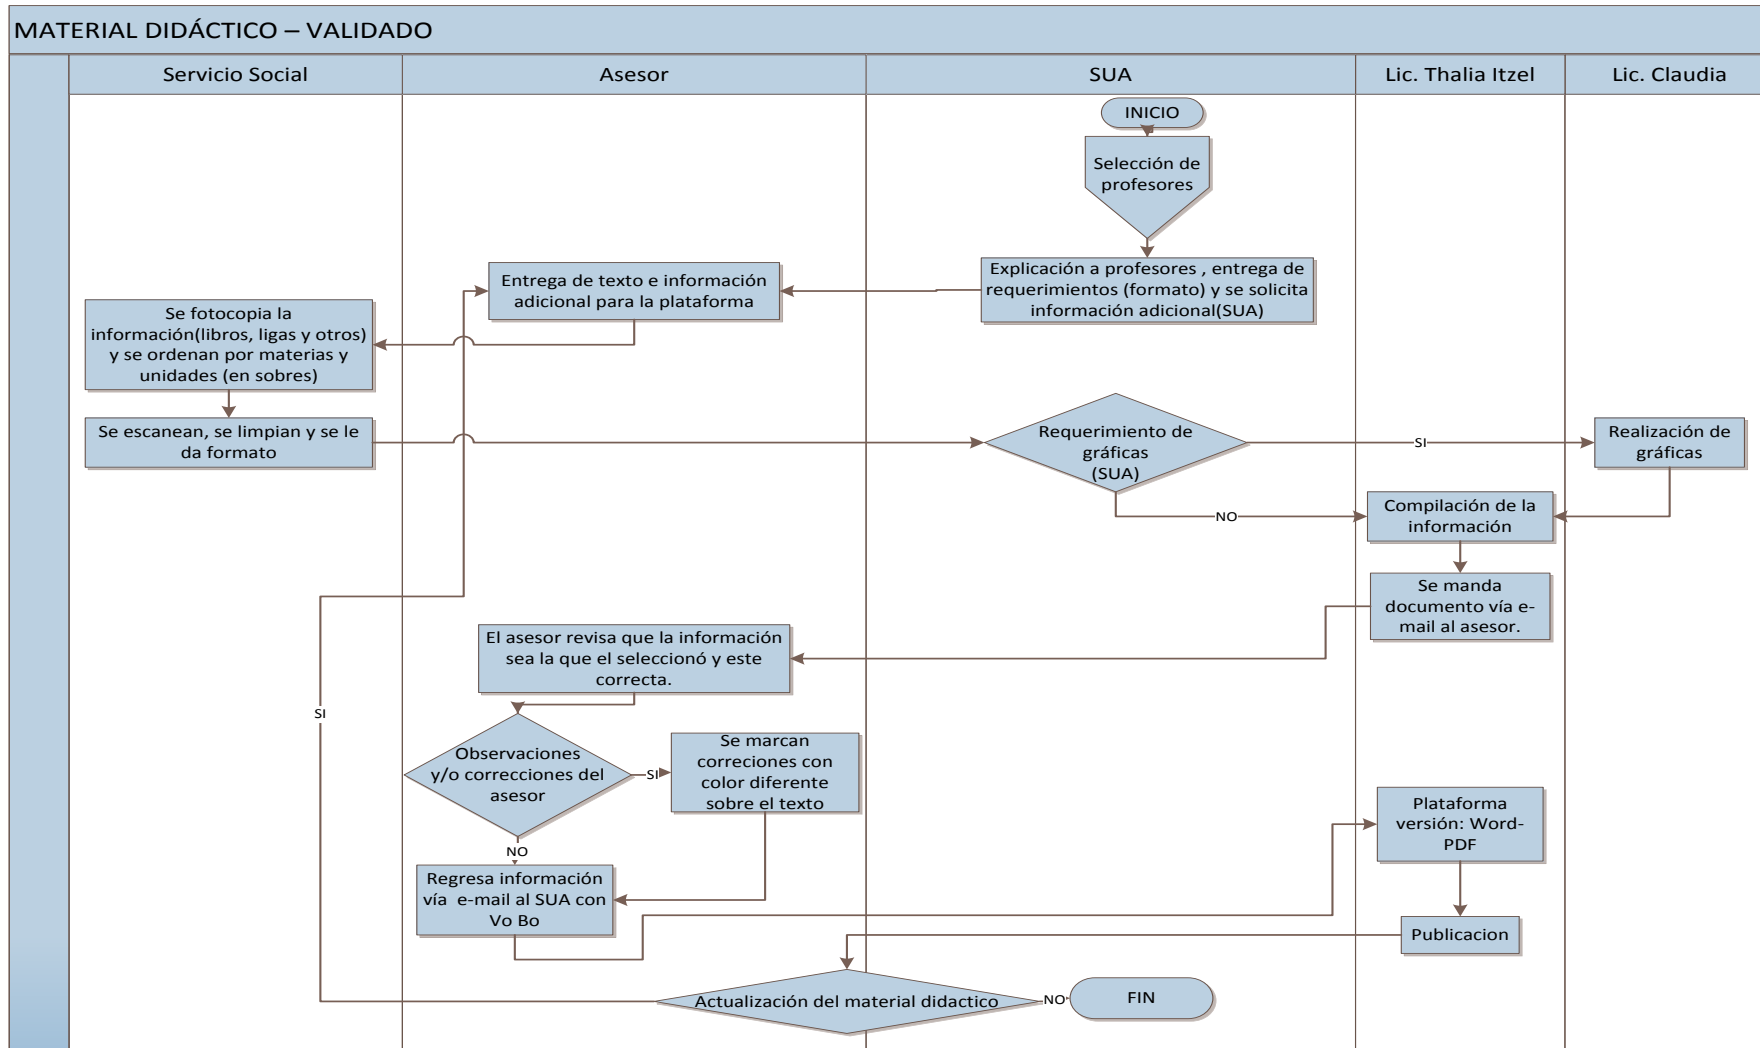 MATERIAL DIDÁCTICO – VALIDADO
Servicio Social
Asesor
SUA
Lic. Thalia Itzel
Lic. Claudia
INICIO
Selección de
profesores
Explicación a profesores , entrega de
requerimientos (formato) y se solicita
información adicional(SUA)
Entrega de texto e información
adicional para la plataforma
Se fotocopia la
información(libros, ligas y otros)
y se ordenan por materias y
unidades (en sobres)
Se escanean, se limpian y se le
da formato
Requerimiento de
gráficas
(SUA)
SI
Realización de
gráficas
NO
Compilación de la
información
Se manda
documento vía e-
mail al asesor.
El asesor revisa que la información
sea la que el seleccionó y este
correcta.
SI
Observaciones
y/o correcciones del
asesor
SI
Se marcan
correciones con
color diferente
sobre el texto
NO
Regresa información
vía  e-mail al SUA con
Vo Bo
Plataforma
versión: Word-
PDF
Publicacion
Actualización del material didactico
NO
FIN